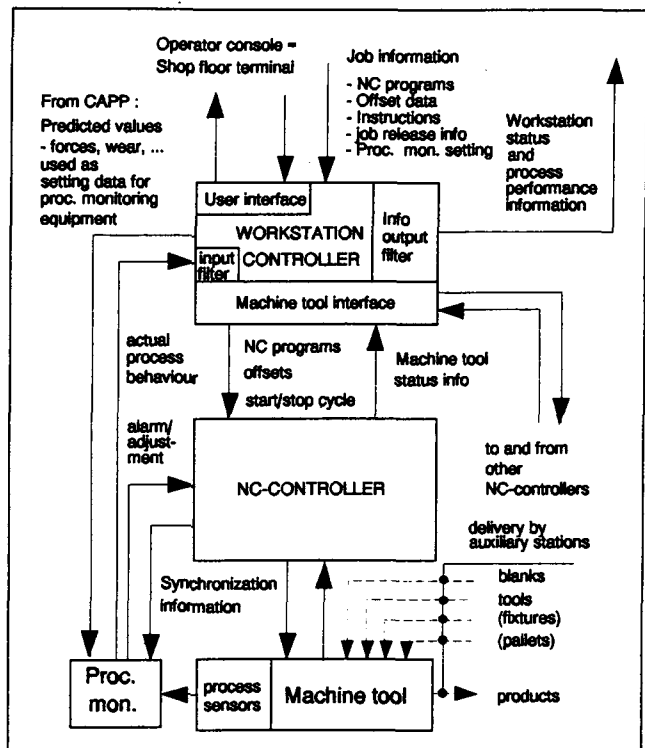 Operator console =
Shop floor terminal
Job information
- NC programs
- Offset data
- Instructions
- job release info
- Proc. mon. setting
From CAPP :
Predicted values
- forces, wear, ...
used as
setting data for
proc. monitoring
equipment
Workstation
status
and
process
performance
information
User interface
WORKSTATION
CONTROLLER
Info
output
filter
input
filter
Machine tool interface
actual
process
behaviour
NC programs
offsets
start/stop cycle
Machine tool
status info
alarm/
adjust-
ment
NC-CONTROLLER
to and from
other
NC-controllers
delivery by
auxiliary stations
Synchronization
information
blanks
tools
(fixtures)
(pallets)
Proc.
mon.
process
sensors
Machine tool
products